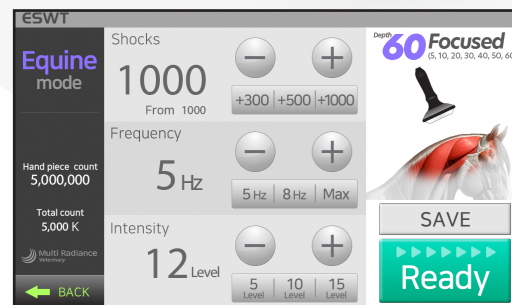 ESWT
Equine
mode
Hand piece count
5,000,000
Total count
5,000 K
Multi Radiance
Veterinary
BACK
Shocks
1000
From 1000
+300 +500 +1000
Frequency
5 Hz
5 Hz 8 Hz Max
Intensity
12 Level
5 Level 10 Level 15 Level
Depth 60 Focused
(5, 10, 20, 30, 40, 50, 60
SAVE
Ready